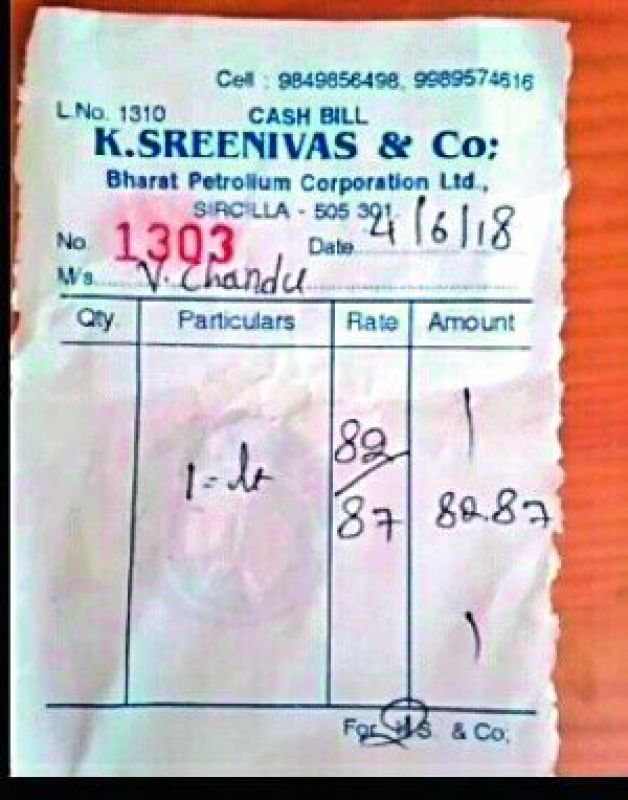 Cell : 9849856498, 9989574616
L.No. 1310 CASH BILL
K.SREENIVAS & Co;
Bharat Petrolium Corporation Ltd.,
SIRCILLA - 505 301.
No 1303 Date 4/6/18
M/s V. Chandu
Qty. Particulars Rate Amount
1 - lt 82/87 82.87
For K.S. & Co,